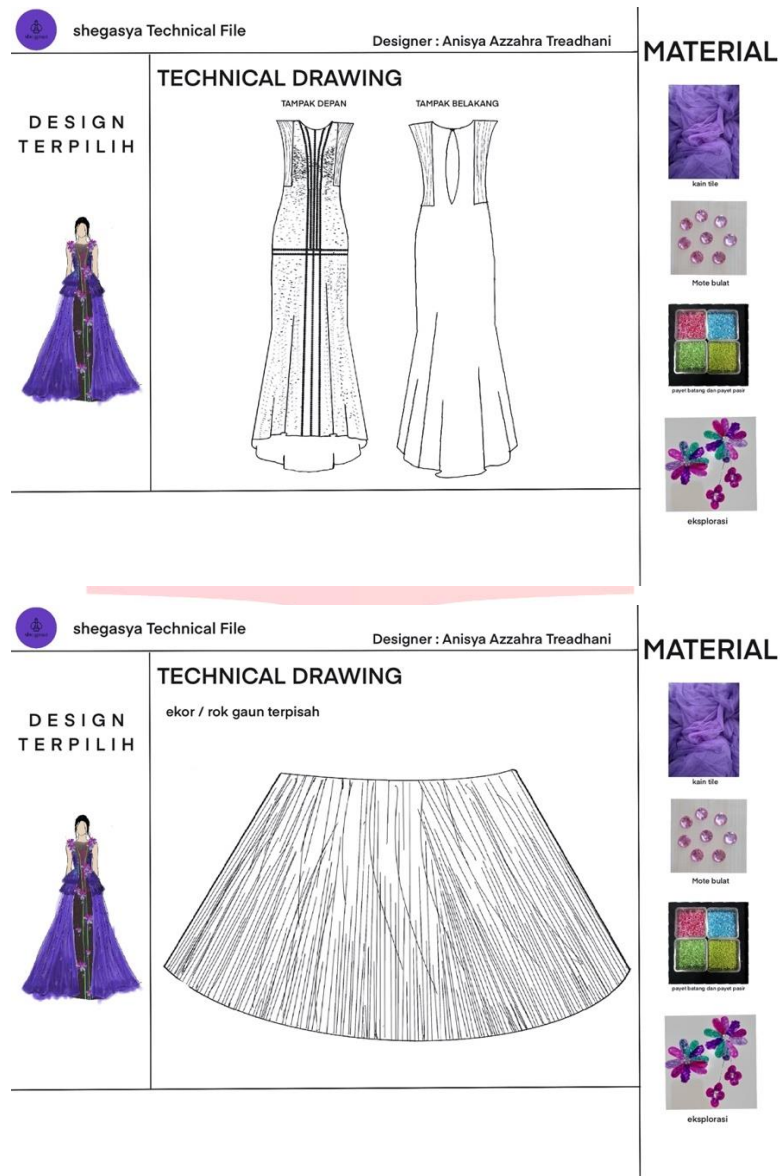 shegasya Technical File
Designer : Anisya Azzahra Treadhani
MATERIAL
DESIGN
TERPILIH
TECHNICAL DRAWING
TAMPAK DEPAN
TAMPAK BELAKANG
kain tile
Mote bulat
payet batang dan payet pasir
eksplorasi
shegasya Technical File
Designer : Anisya Azzahra Treadhani
MATERIAL
DESIGN
TERPILIH
TECHNICAL DRAWING
ekor / rok gaun terpisah
kain tile
Mote bulat
payet batang dan payet pasir
eksplorasi